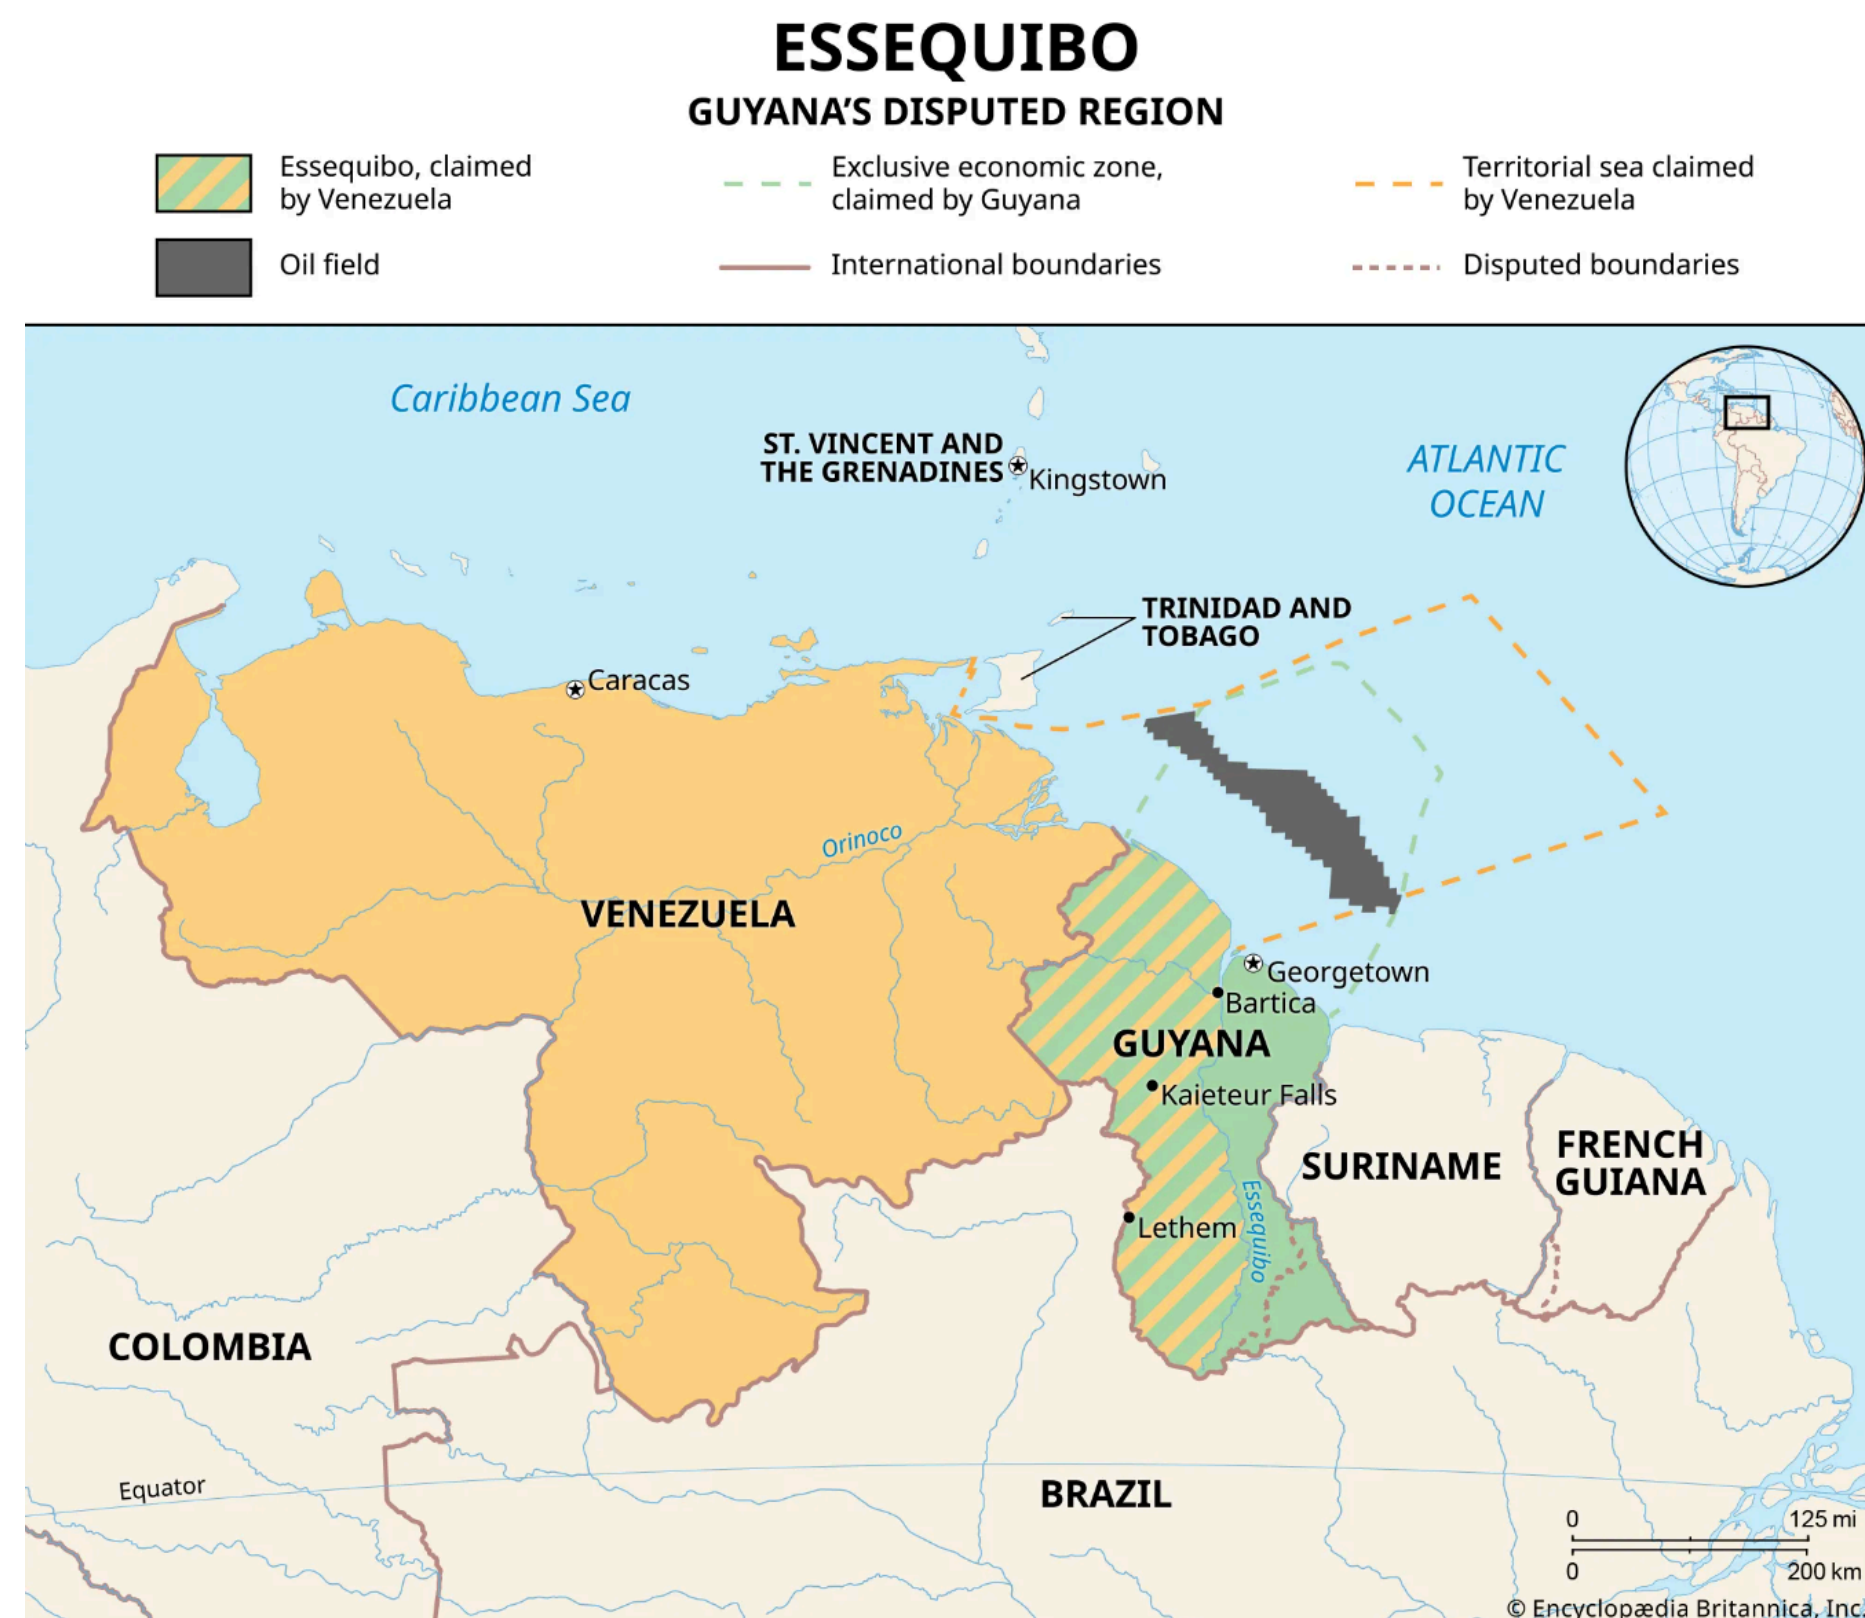 ESSEQUIBO
GUYANA’S DISPUTED REGION
Essequibo, claimed
by Venezuela
Exclusive economic zone,
claimed by Guyana
Territorial sea claimed
by Venezuela
Oil field
International boundaries
Disputed boundaries
Caribbean Sea
ST. VINCENT AND
THE GRENADINES
Kingstown
ATLANTIC
OCEAN
TRINIDAD AND
TOBAGO
Caracas
Orinoco
VENEZUELA
Georgetown
Bartica
GUYANA
Kaieteur Falls
SURINAME
FRENCH
GUIANA
Essequibo
Lethem
COLOMBIA
Equator
BRAZIL
0 125 mi
0 200 km
© Encyclopædia Britannica, Inc